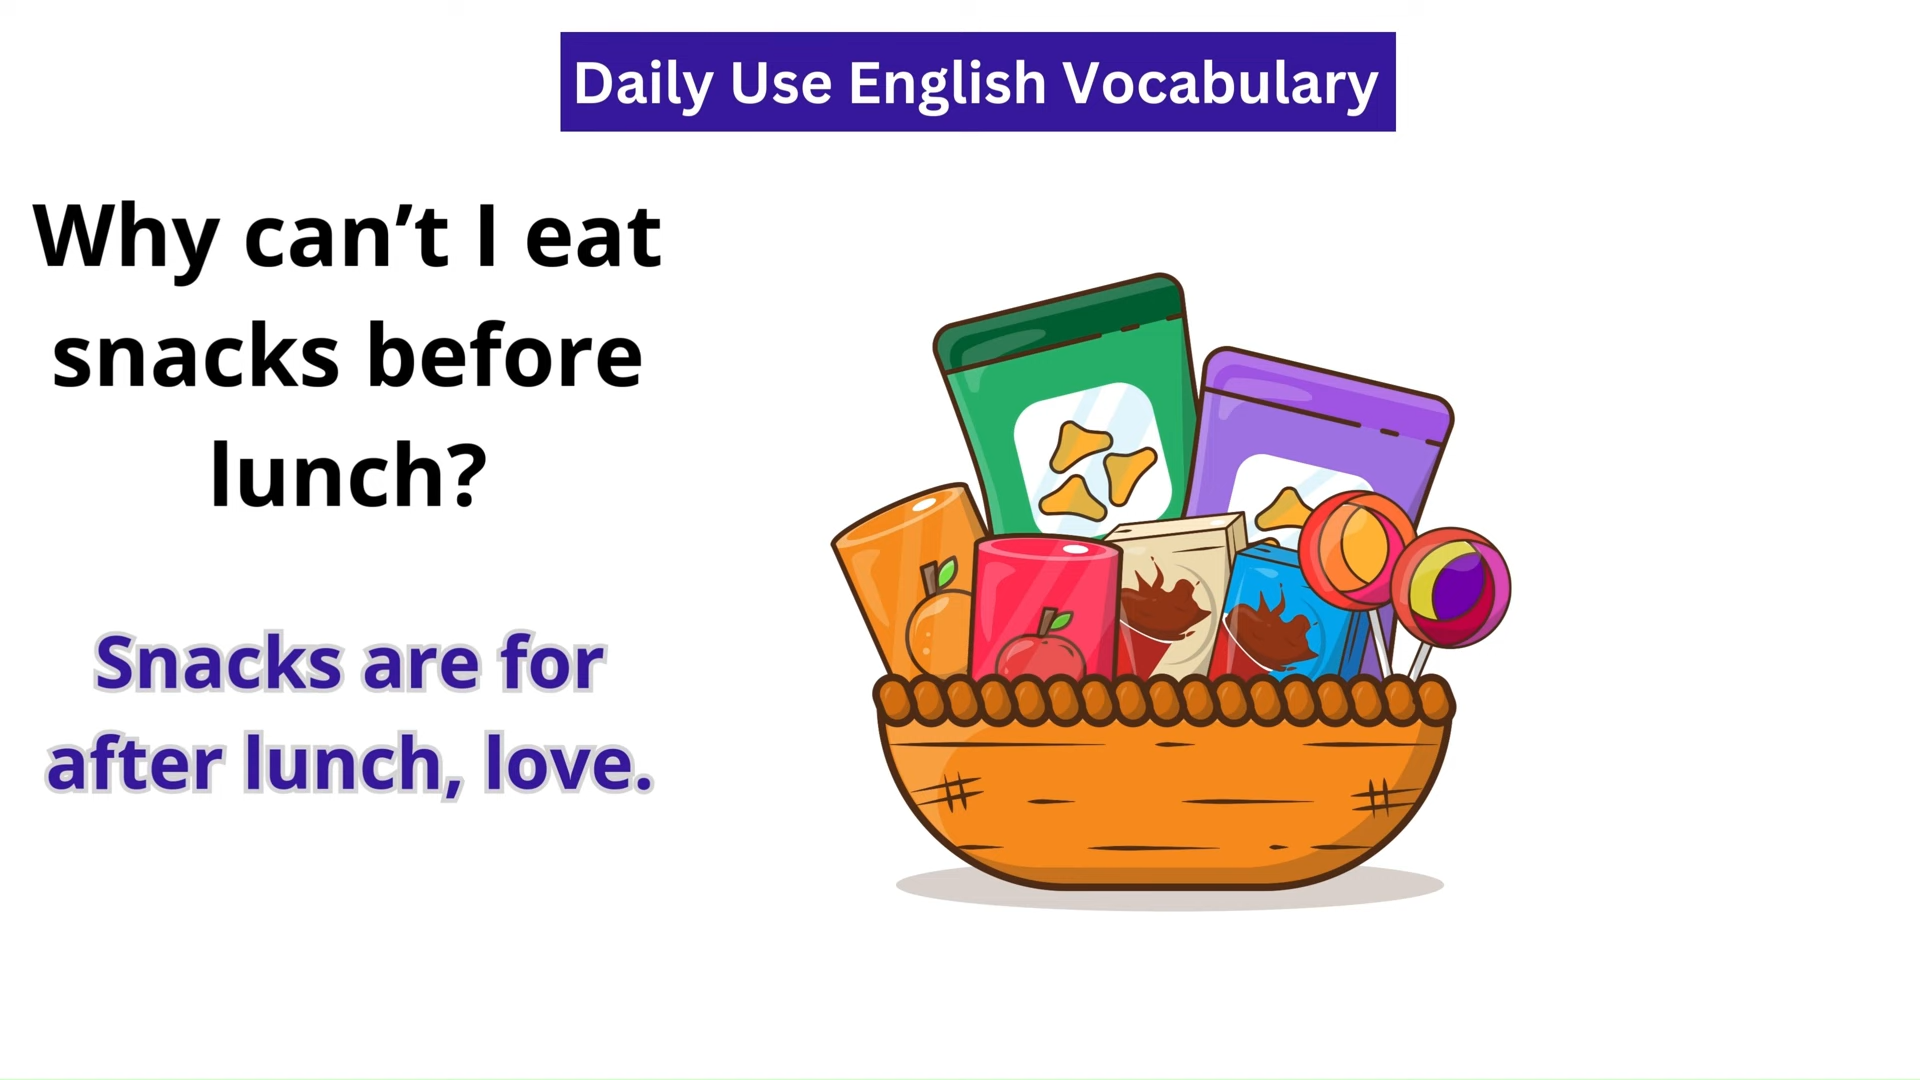 Daily Use English Vocabulary
Why can’t I eat
snacks before
lunch?
Snacks are for
after lunch, love.